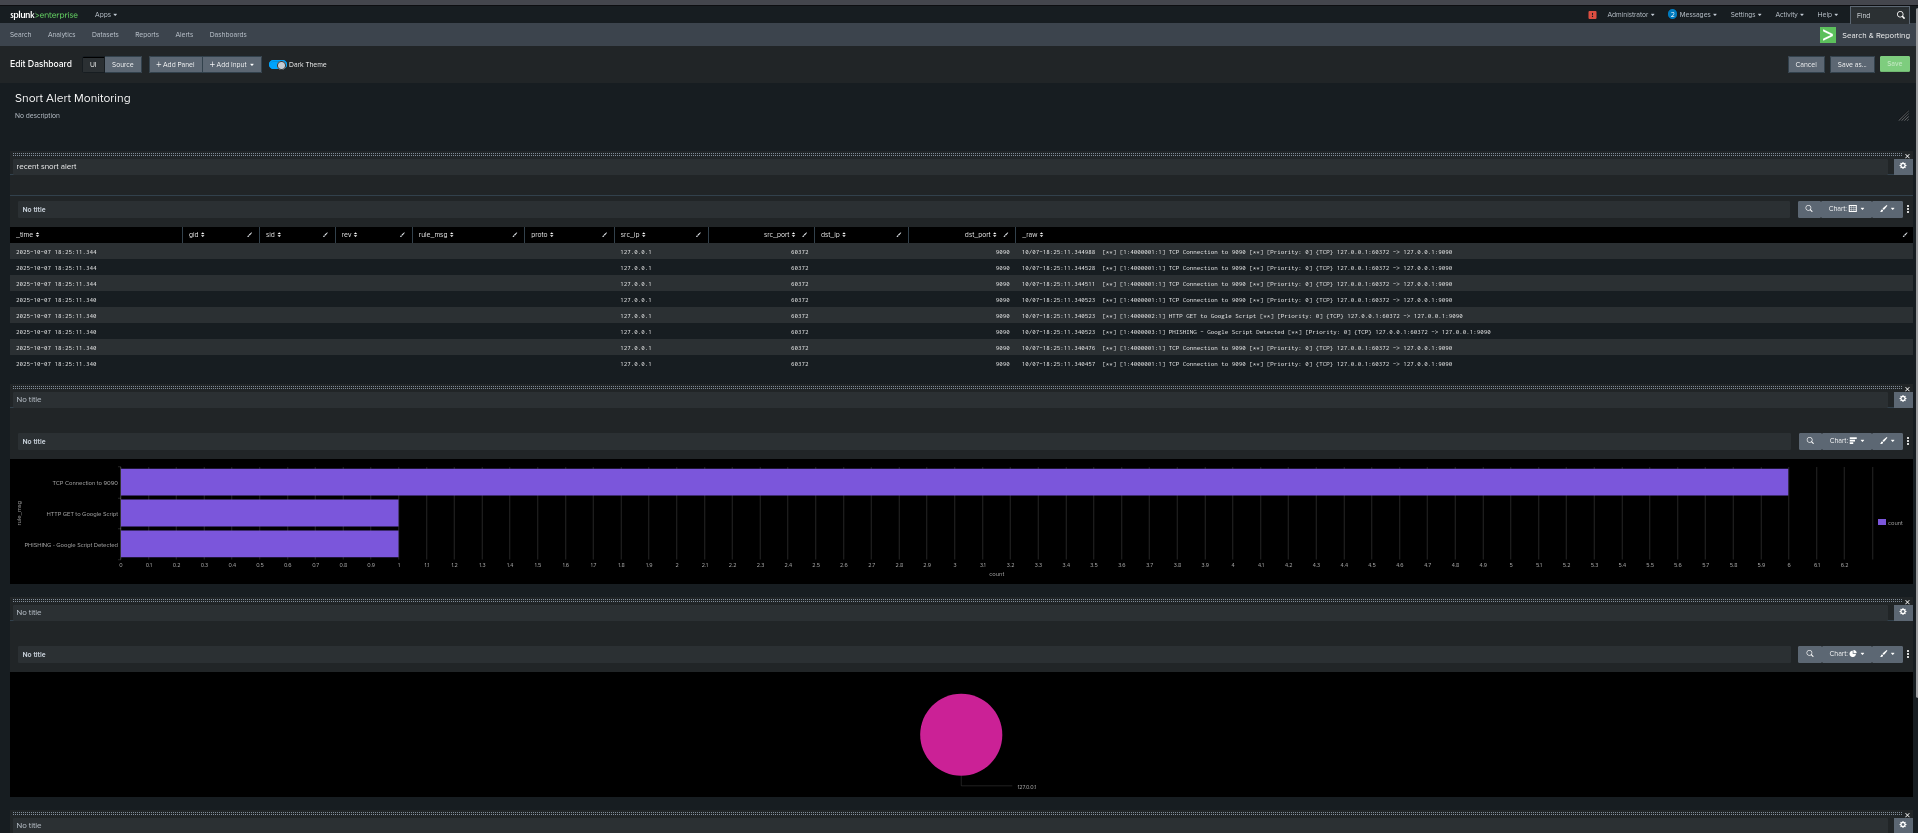 splunk>enterprise Apps
! Administrator 2 Messages Settings Activity Help Find
Search Analytics Datasets Reports Alerts Dashboards
Search & Reporting
Edit Dashboard UI Source + Add Panel + Add Input Dark Theme
Cancel Save as... Save
Snort Alert Monitoring
No description
recent snort alert
No title
Chart:
_time gid sid rev rule_msg proto src_ip src_port dst_ip dst_port _raw
2025-10-07 18:25:11.344 127.0.0.1 60372 9090 10/07-18:25:11.344988 [**] [1:4000001:1] TCP Connection to 9090 [**] [Priority: 0] {TCP} 127.0.0.1:60372 -> 127.0.0.1:9090
2025-10-07 18:25:11.344 127.0.0.1 60372 9090 10/07-18:25:11.344528 [**] [1:4000001:1] TCP Connection to 9090 [**] [Priority: 0] {TCP} 127.0.0.1:60372 -> 127.0.0.1:9090
2025-10-07 18:25:11.344 127.0.0.1 60372 9090 10/07-18:25:11.344511 [**] [1:4000001:1] TCP Connection to 9090 [**] [Priority: 0] {TCP} 127.0.0.1:60372 -> 127.0.0.1:9090
2025-10-07 18:25:11.340 127.0.0.1 60372 9090 10/07-18:25:11.340523 [**] [1:4000001:1] TCP Connection to 9090 [**] [Priority: 0] {TCP} 127.0.0.1:60372 -> 127.0.0.1:9090
2025-10-07 18:25:11.340 127.0.0.1 60372 9090 10/07-18:25:11.340523 [**] [1:4000002:1] HTTP GET to Google Script [**] [Priority: 0] {TCP} 127.0.0.1:60372 -> 127.0.0.1:9090
2025-10-07 18:25:11.340 127.0.0.1 60372 9090 10/07-18:25:11.340523 [**] [1:4000003:1] PHISHING - Google Script Detected [**] [Priority: 0] {TCP} 127.0.0.1:60372 -> 127.0.0.1:9090
2025-10-07 18:25:11.340 127.0.0.1 60372 9090 10/07-18:25:11.340476 [**] [1:4000001:1] TCP Connection to 9090 [**] [Priority: 0] {TCP} 127.0.0.1:60372 -> 127.0.0.1:9090
2025-10-07 18:25:11.340 127.0.0.1 60372 9090 10/07-18:25:11.340457 [**] [1:4000001:1] TCP Connection to 9090 [**] [Priority: 0] {TCP} 127.0.0.1:60372 -> 127.0.0.1:9090
No title
No title
Chart:
TCP Connection to 9090
HTTP GET to Google Script
PHISHING - Google Script Detected
rule_msg
count
0 0.1 0.2 0.3 0.4 0.5 0.6 0.7 0.8 0.9 1 1.1 1.2 1.3 1.4 1.5 1.6 1.7 1.8 1.9 2 2.1 2.2 2.3 2.4 2.5 2.6 2.7 2.8 2.9 3 3.1 3.2 3.3 3.4 3.5 3.6 3.7 3.8 3.9 4 4.1 4.2 4.3 4.4 4.5 4.6 4.7 4.8 4.9 5 5.1 5.2 5.3 5.4 5.5 5.6 5.7 5.8 5.9 6 6.1 6.2
count
No title
No title
Chart:
127.0.0.1
No title